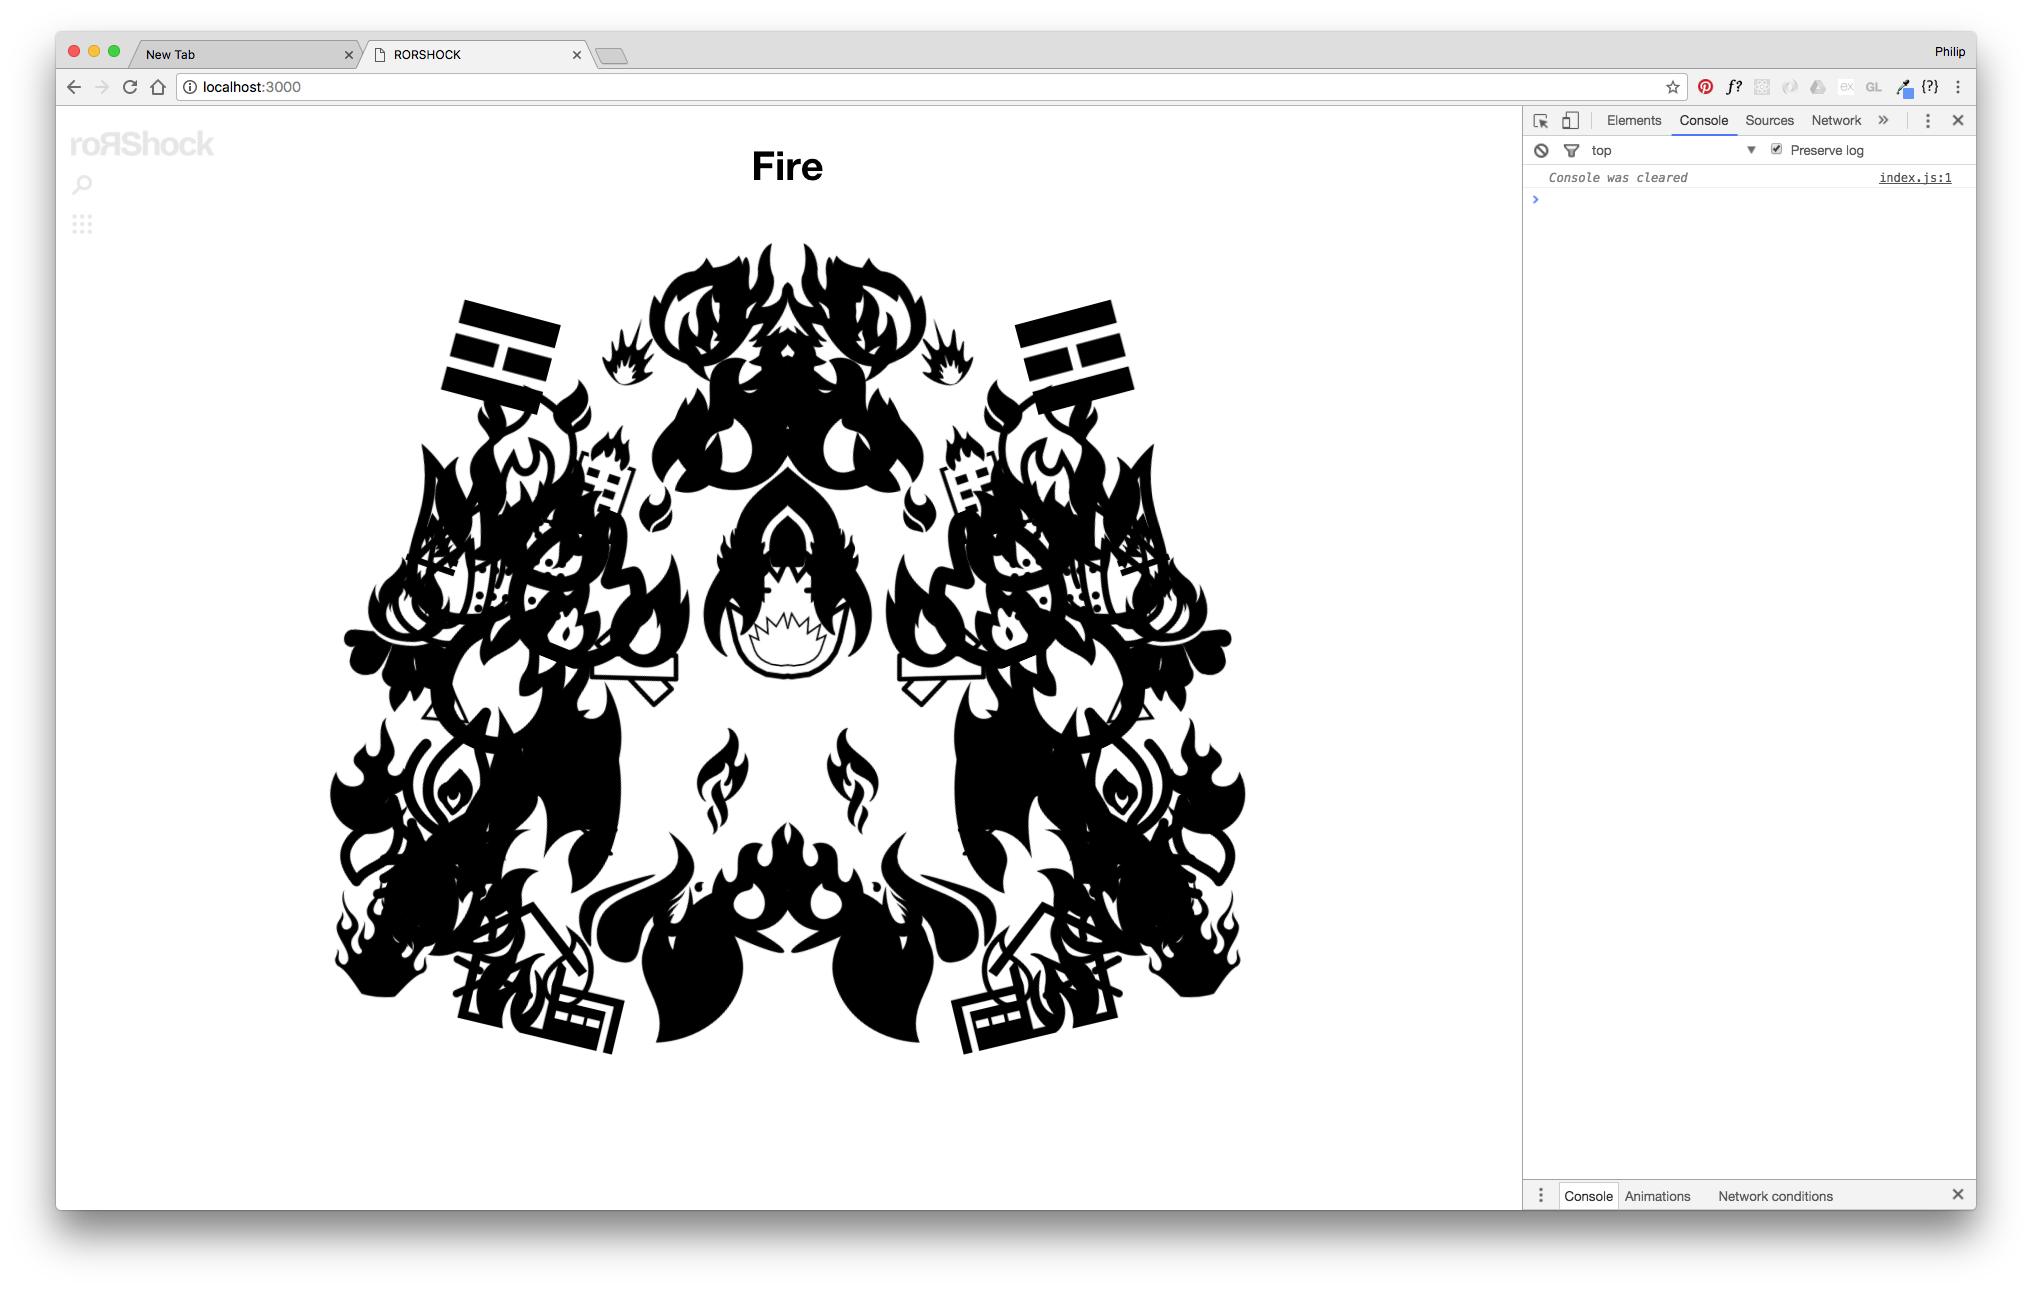 New Tab
RORSHOCK
Philip
localhost:3000
f?
ex
GL
{?}
roЯShock
Fire
Elements
Console
Sources
Network
»
top
Preserve log
Console was cleared
index.js:1
Console
Animations
Network conditions